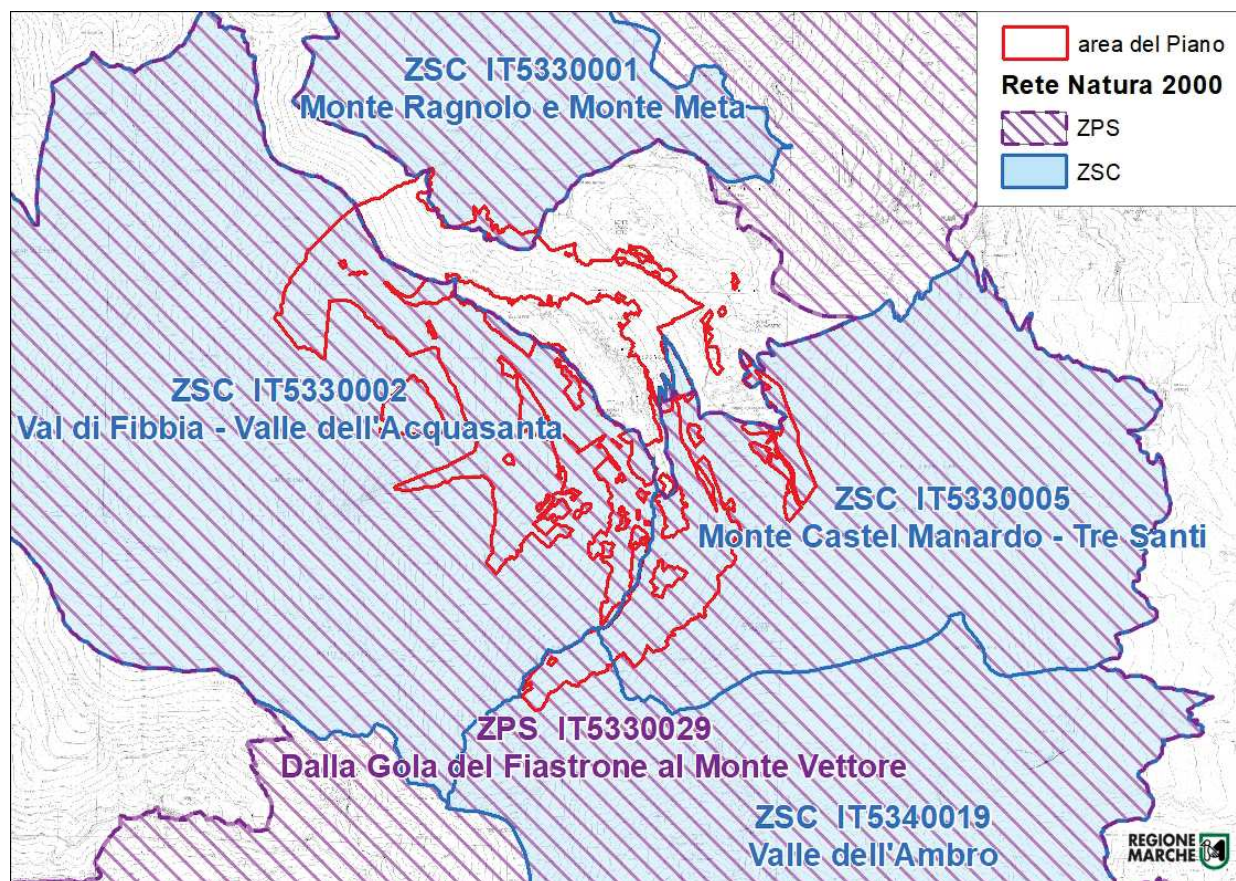 ZSC IT5330001
Monte Ragnolo e Monte Meta
area del Piano
Rete Natura 2000
ZPS
ZSC
ZSC IT5330002
Val di Fibbia - Valle dell'Acquasanta
ZSC IT5330005
Monte Castel Manardo - Tre Santi
ZPS IT5330029
Dalla Gola del Fiastrone al Monte Vettore
ZSC IT5340019
Valle dell'Ambro
REGIONE
MARCHE